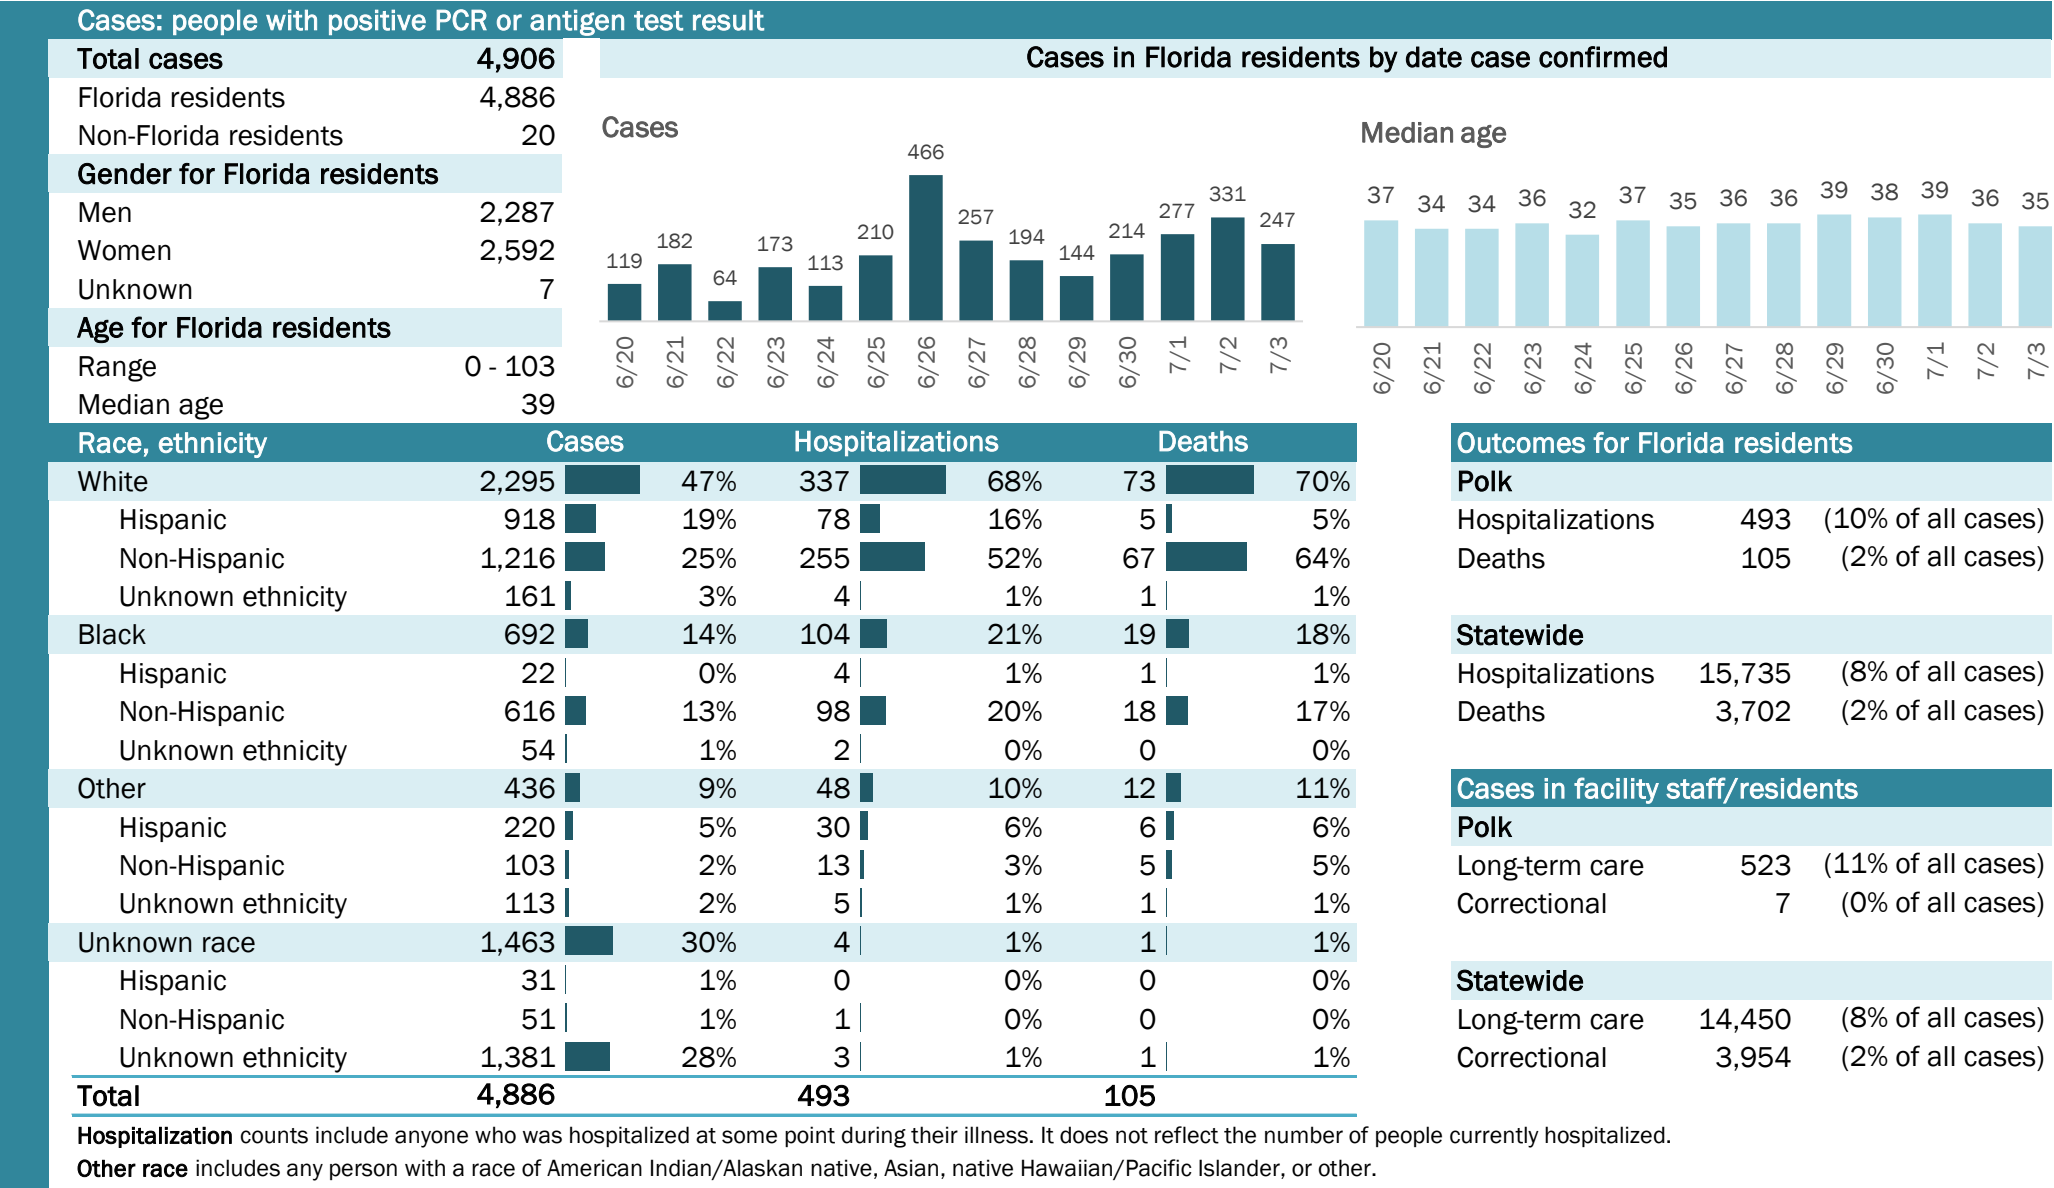 Cases: people with positive PCR or antigen test result
Total cases 4,906
Florida residents 4,886
Non-Florida residents 20
Gender for Florida residents
Men 2,287
Women 2,592
Unknown 7
Age for Florida residents
Range 0 - 103
Median age 39
Cases in Florida residents by date case confirmed
Cases
119 182 64 173 113 210 466 257 194 144 214 277 331 247
6/20 6/21 6/22 6/23 6/24 6/25 6/26 6/27 6/28 6/29 6/30 7/1 7/2 7/3
Median age
37 34 34 36 32 37 35 36 36 39 38 39 36 35
6/20 6/21 6/22 6/23 6/24 6/25 6/26 6/27 6/28 6/29 6/30 7/1 7/2 7/3
Race, ethnicity Cases Hospitalizations Deaths
White 2,295 47% 337 68% 73 70%
Hispanic 918 19% 78 16% 5 5%
Non-Hispanic 1,216 25% 255 52% 67 64%
Unknown ethnicity 161 3% 4 1% 1 1%
Black 692 14% 104 21% 19 18%
Hispanic 22 0% 4 1% 1 1%
Non-Hispanic 616 13% 98 20% 18 17%
Unknown ethnicity 54 1% 2 0% 0 0%
Other 436 9% 48 10% 12 11%
Hispanic 220 5% 30 6% 6 6%
Non-Hispanic 103 2% 13 3% 5 5%
Unknown ethnicity 113 2% 5 1% 1 1%
Unknown race 1,463 30% 4 1% 1 1%
Hispanic 31 1% 0 0% 0 0%
Non-Hispanic 51 1% 1 0% 0 0%
Unknown ethnicity 1,381 28% 3 1% 1 1%
Total 4,886 493 105
Outcomes for Florida residents
Polk
Hospitalizations 493 (10% of all cases)
Deaths 105 (2% of all cases)
Statewide
Hospitalizations 15,735 (8% of all cases)
Deaths 3,702 (2% of all cases)
Cases in facility staff/residents
Polk
Long-term care 523 (11% of all cases)
Correctional 7 (0% of all cases)
Statewide
Long-term care 14,450 (8% of all cases)
Correctional 3,954 (2% of all cases)
Hospitalization counts include anyone who was hospitalized at some point during their illness. It does not reflect the number of people currently hospitalized.
Other race includes any person with a race of American Indian/Alaskan native, Asian, native Hawaiian/Pacific Islander, or other.